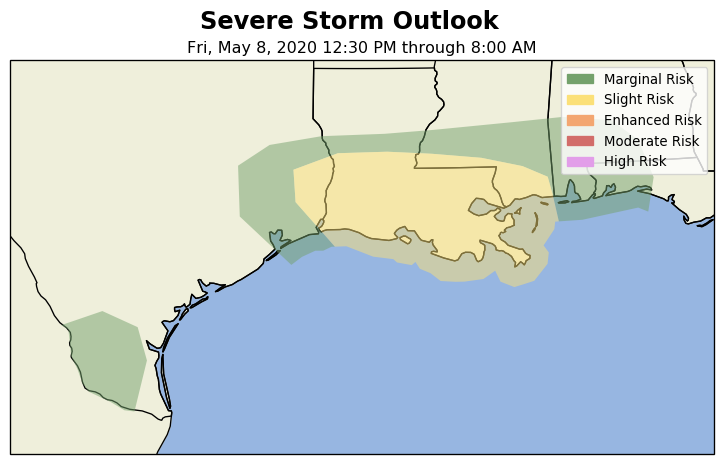 Severe Storm Outlook
Fri, May 8, 2020 12:30 PM through 8:00 AM
Marginal Risk
Slight Risk
Enhanced Risk
Moderate Risk
High Risk